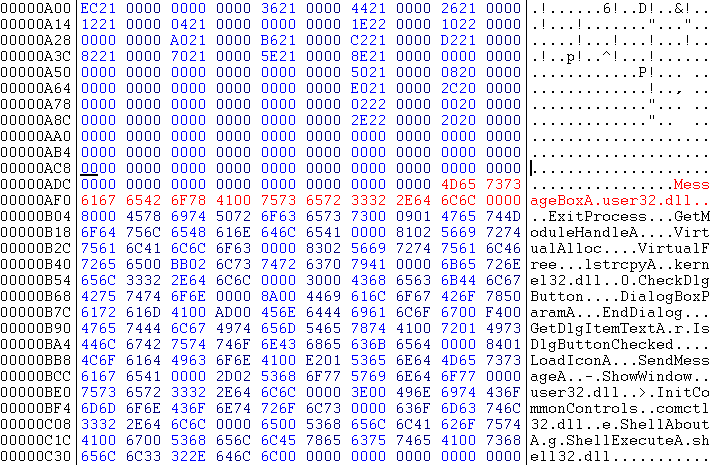 00000A00 EC21 0000 0000 0000 3621 0000 4421 0000 2621 0000 .!......6!..D!..&!..
00000A14 1221 0000 0421 0000 0000 0000 1E22 0000 1022 0000 .!...!......."..."..
00000A28 0000 0000 A021 0000 B621 0000 C221 0000 D221 0000 .....!...!...!...!..
00000A3C 8221 0000 7021 0000 5E21 0000 8E21 0000 0000 0000 .!..p!..^!...!......
00000A50 0000 0000 0000 0000 0000 0000 5021 0000 0820 0000 ............P!... ..
00000A64 0000 0000 0000 0000 0000 0000 E021 0000 2C20 0000 .............!.., ..
00000A78 0000 0000 0000 0000 0000 0000 0222 0000 0020 0000 ............."... ..
00000A8C 0000 0000 0000 0000 0000 0000 2E22 0000 2020 0000 ............."..  ..
00000AA0 0000 0000 0000 0000 0000 0000 0000 0000 0000 0000 ....................
00000AB4 0000 0000 0000 0000 0000 0000 0000 0000 0000 0000 ....................
00000AC8 0000 0000 0000 0000 0000 0000 0000 0000 0000 0000 ....................
00000ADC 0000 0000 0000 0000 0000 0000 0000 0000 4D65 7373 ................Mess
00000AF0 6167 6542 6F78 4100 7573 6572 3332 2E64 6C6C 0000 ageBoxA.user32.dll..
00000B04 8000 4578 6974 5072 6F63 6573 7300 0901 4765 744D ..ExitProcess...GetM
00000B18 6F64 756C 6548 616E 646C 6541 0000 8102 5669 7274 oduleHandleA....Virt
00000B2C 7561 6C41 6C6C 6F63 0000 8302 5669 7274 7561 6C46 ualAlloc....VirtualF
00000B40 7265 6500 BB02 6C73 7472 6370 7941 0000 6B65 726E ree...lstrcpyA..kern
00000B54 656C 3332 2E64 6C6C 0000 3000 4368 6563 6B44 6C67 el32.dll..0.CheckDlg
00000B68 4275 7474 6F6E 0000 8A00 4469 616C 6F67 426F 7850 Button....DialogBoxP
00000B7C 6172 616D 4100 AD00 456E 6444 6961 6C6F 6700 F400 aramA...EndDialog...
00000B90 4765 7444 6C67 4974 656D 5465 7874 4100 7201 4973 GetDlgItemTextA.r.Is
00000BA4 446C 6742 7574 746F 6E43 6865 636B 6564 0000 8401 DlgButtonChecked....
00000BB8 4C6F 6164 4963 6F6E 4100 E201 5365 6E64 4D65 7373 LoadIconA...SendMess
00000BCC 6167 6541 0000 2D02 5368 6F77 5769 6E64 6F77 0000 ageA..-.ShowWindow..
00000BE0 7573 6572 3332 2E64 6C6C 0000 3E00 496E 6974 436F user32.dll..>.InitCo
00000BF4 6D6D 6F6E 436F 6E74 726F 6C73 0000 636F 6D63 746C mmonControls..comctl
00000C08 3332 2E64 6C6C 0000 6500 5368 656C 6C41 626F 7574 32.dll..e.ShellAbout
00000C1C 4100 6700 5368 656C 6C45 7865 6375 7465 4100 7368 A.g.ShellExecuteA.sh
00000C30 656C 6C33 322E 646C 6C00 0000 0000 0000 0000 0000 ell32.dll...........